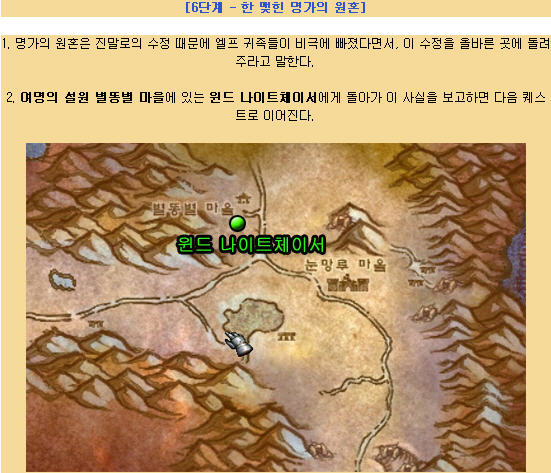 [6단계 - 한 맺힌 명가의 원혼]
1. 명가의 원혼은 진말로의 수정 때문에 엘프 귀족들이 비극에 빠졌다면서, 이 수정을 올바른 곳에 돌려
주라고 말한다.
2. 여명의 설원 별똥별 마을에 있는 윈드 나이트체이서에게 돌아가 이 사실을 보고하면 다음 퀘스
트로 이어진다.
별똥별 마을
윈드 나이트체이서
눈망루 마을